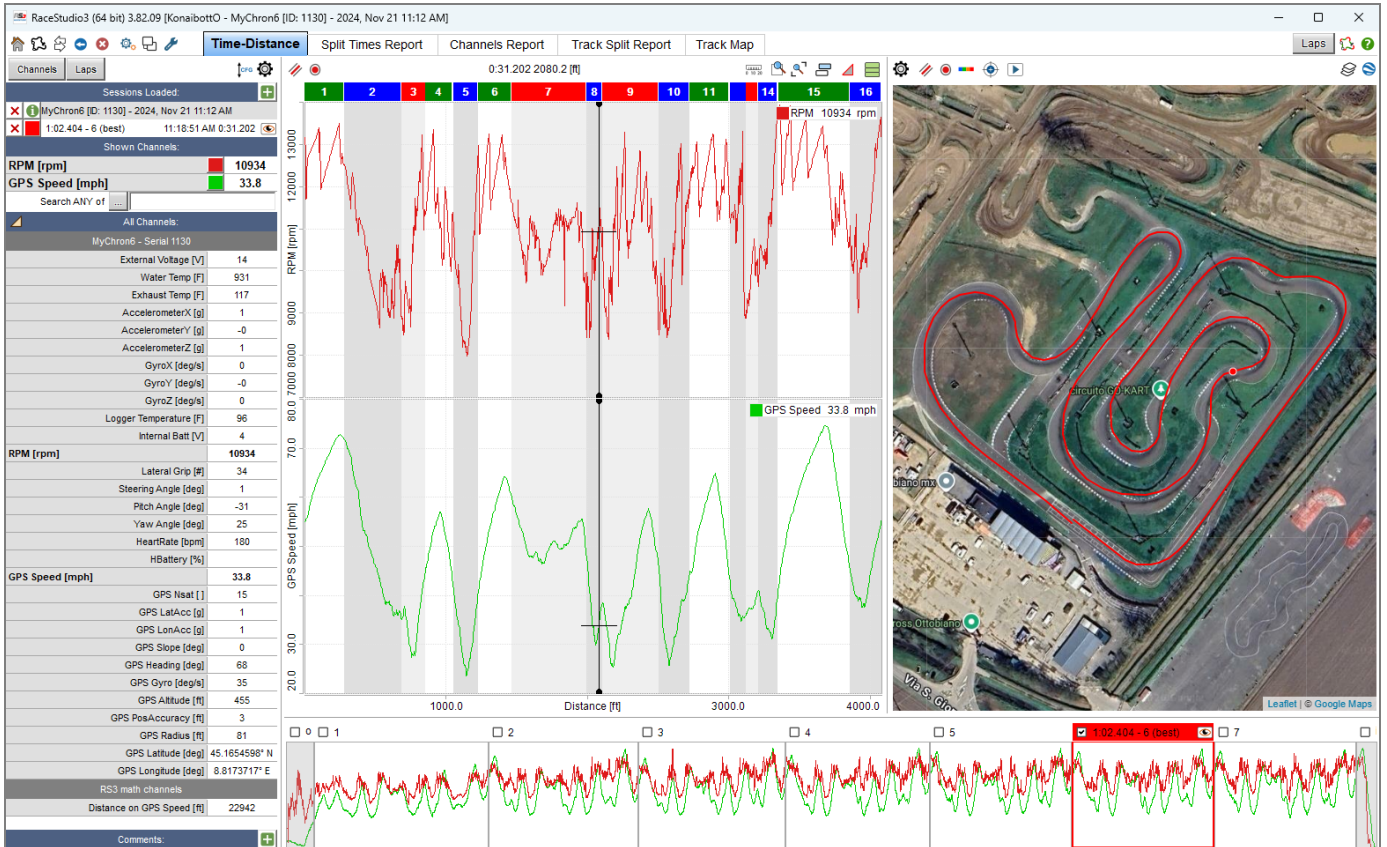 RaceStudio3 (64 bit) 3.82.09 [KonaibottO - MyChron6 [ID: 1130] - 2024, Nov 21 11:12 AM]
Time-Distance Split Times Report Channels Report Track Split Report Track Map Laps
Channels Laps CFG
0:31.202 2080.2 [ft]
Sessions Loaded:
MyChron6 [ID: 1130] - 2024, Nov 21 11:12 AM
1:02.404 - 6 (best) 11:18:51 AM 0:31.202
Shown Channels:
RPM [rpm] 10934
GPS Speed [mph] 33.8
Search ANY of ...
All Channels:
MyChron6 - Serial 1130
External Voltage [V] 14
Water Temp [F] 931
Exhaust Temp [F] 117
AccelerometerX [g] 1
AccelerometerY [g] -0
AccelerometerZ [g] 1
GyroX [deg/s] 0
GyroY [deg/s] -0
GyroZ [deg/s] 0
Logger Temperature [F] 96
Internal Batt [V] 4
RPM [rpm] 10934
Lateral Grip [#] 34
Steering Angle [deg] 1
Pitch Angle [deg] -31
Yaw Angle [deg] 25
HeartRate [bpm] 180
HBattery [%]
GPS Speed [mph] 33.8
GPS Nsat [ ] 15
GPS LatAcc [g] 1
GPS LonAcc [g] 1
GPS Slope [deg] 0
GPS Heading [deg] 68
GPS Gyro [deg/s] 35
GPS Altitude [ft] 455
GPS PosAccuracy [ft] 3
GPS Radius [ft] 81
GPS Latitude [deg] 45.1654598° N
GPS Longitude [deg] 8.8173717° E
RS3 math channels
Distance on GPS Speed [ft] 22942
Comments:
1 2 3 4 5 6 7 8 9 10 11 14 15 16
RPM 10934 rpm
13000
12000
RPM [rpm]
9000
8000
7000
GPS Speed 33.8 mph
80.0
70.0
GPS Speed [mph]
30.0
20.0
1000.0 Distance [ft] 3000.0 4000.0
0 1 2 3 4 5 1:02.404 - 6 (best) 7
circuito GO KART
biano mx
ross Ottobiano
Via S. Gio
Leaflet | © Google Maps